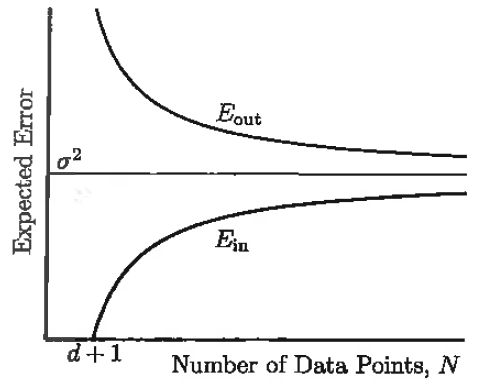 Expected Error
σ²
E_out
E_in
d + 1
Number of Data Points, N